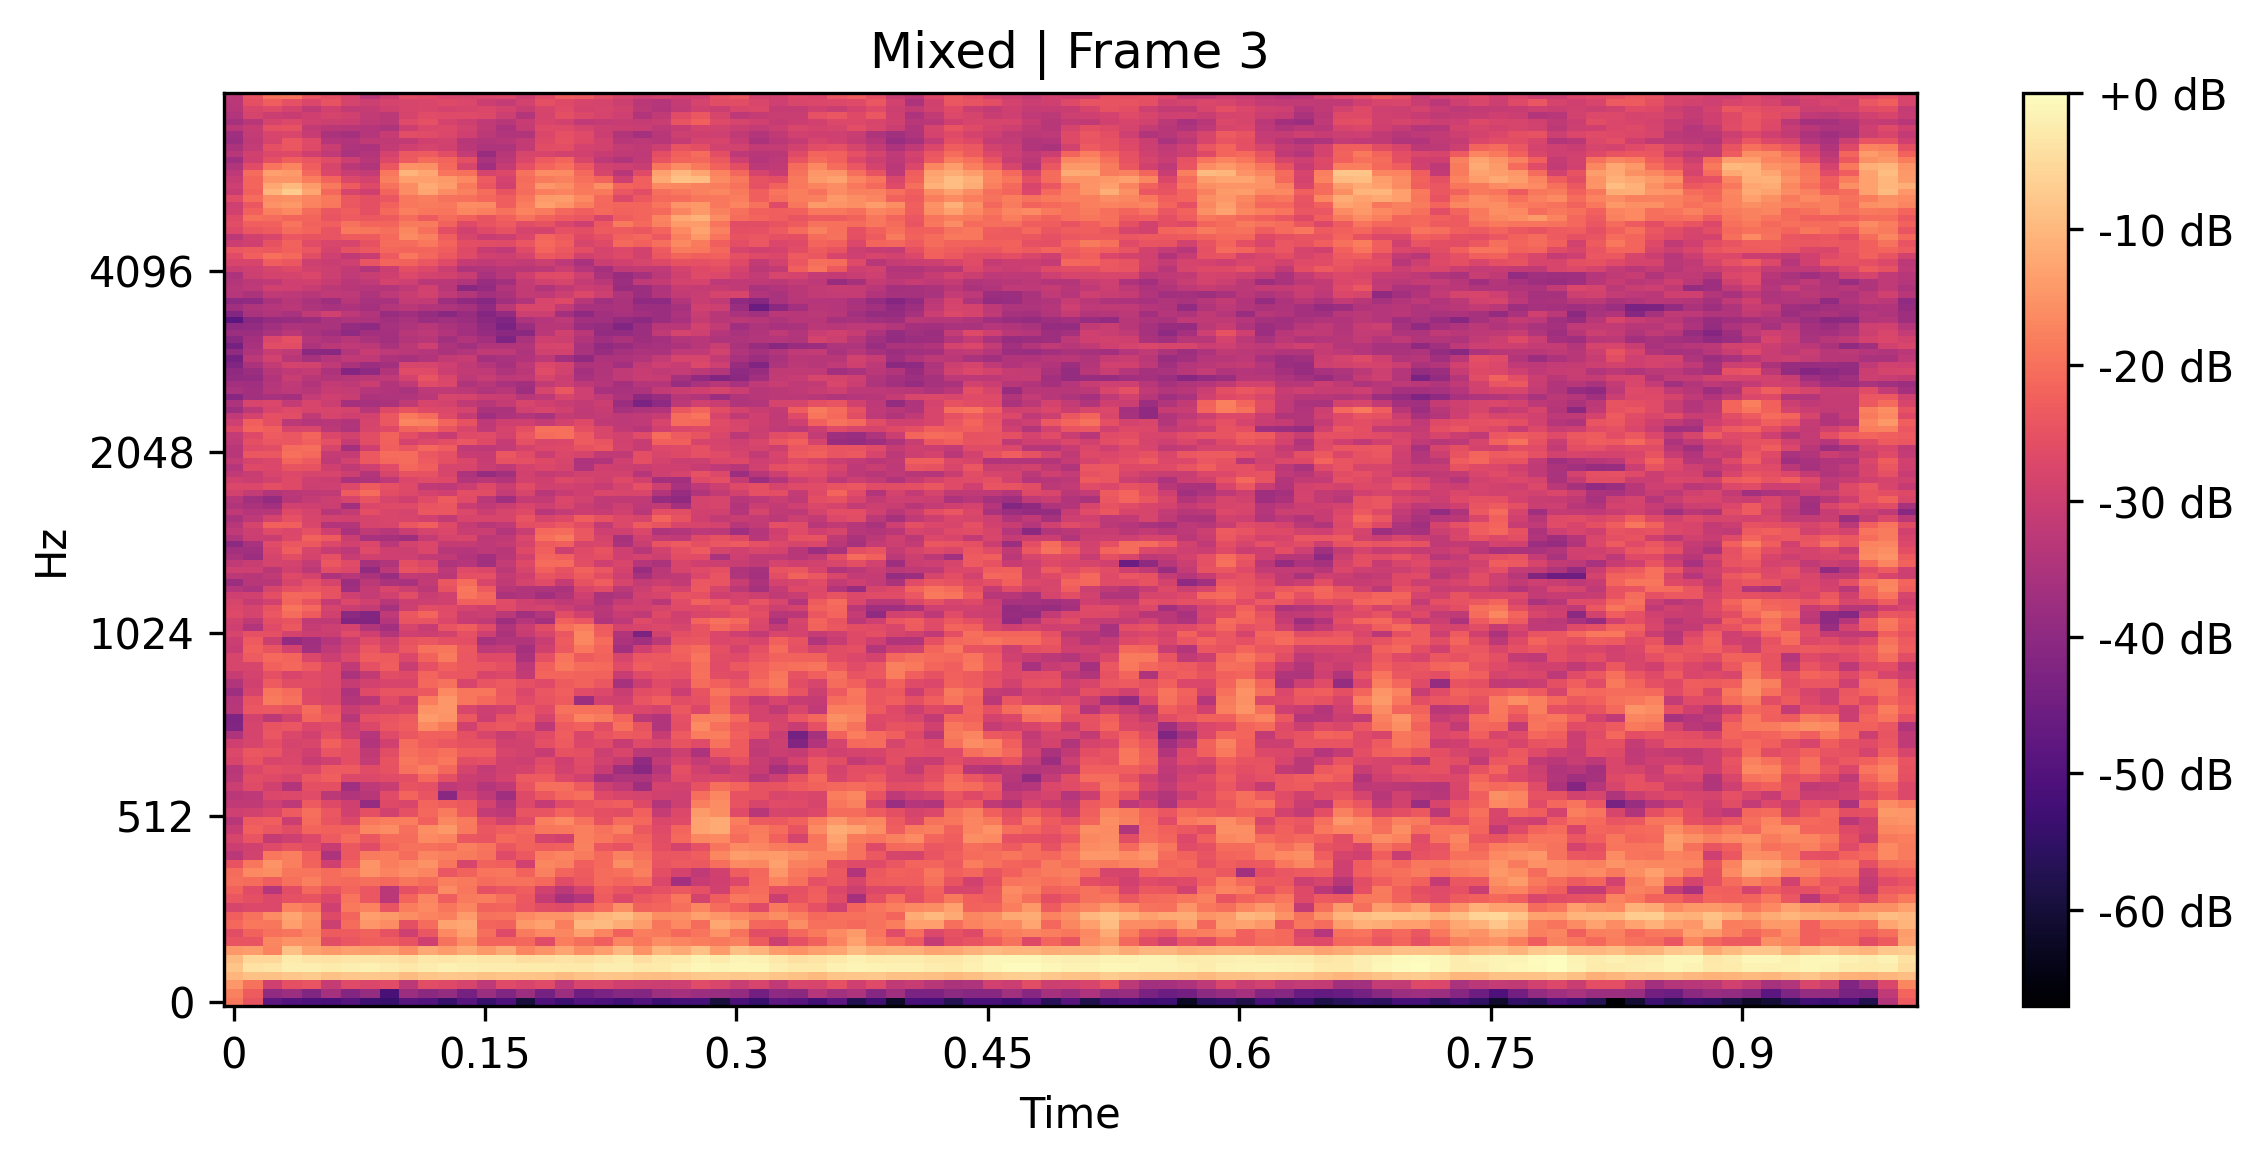 Mixed | Frame 3
+0 dB
-10 dB
-20 dB
-30 dB
-40 dB
-50 dB
-60 dB
Hz
4096
2048
1024
512
0
0 0.15 0.3 0.45 0.6 0.75 0.9
Time